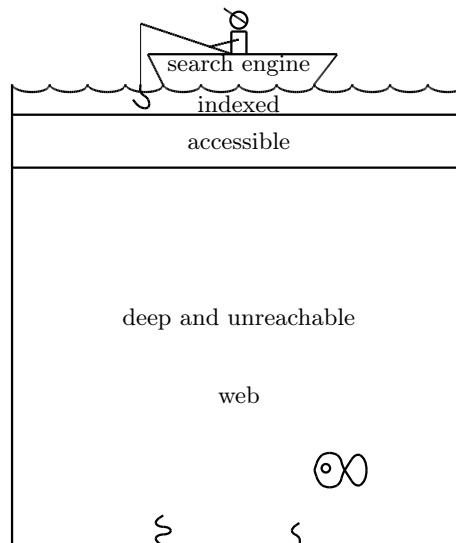 search engine
indexed
accessible
deep and unreachable
web